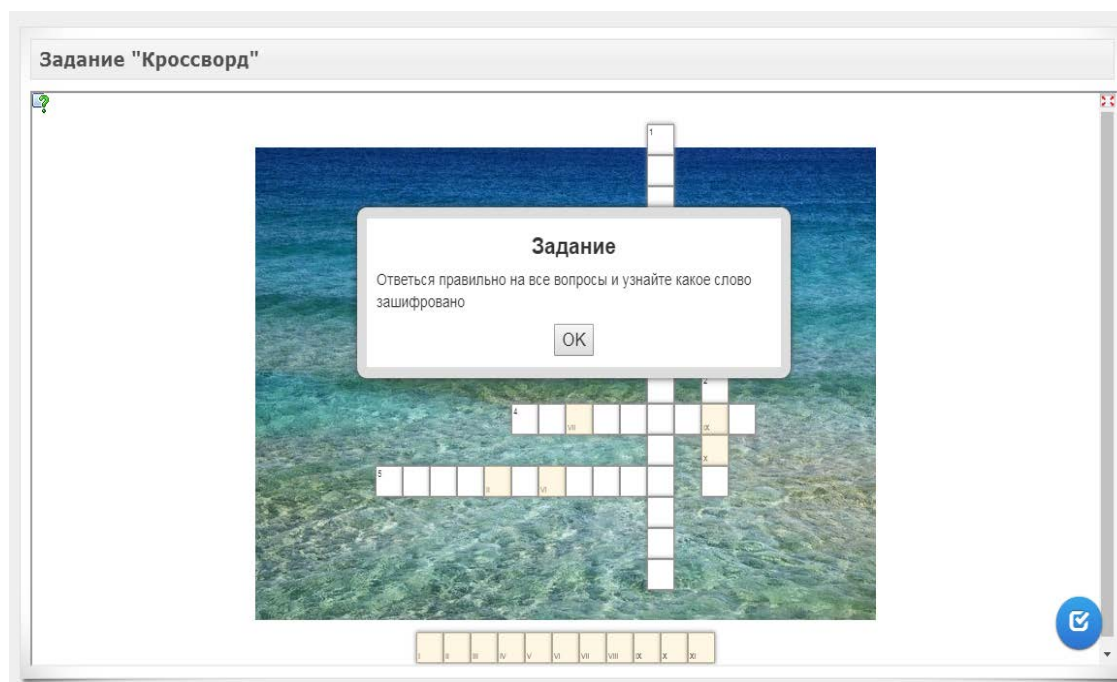 Задание "Кроссворд"
1
Задание
Ответься правильно на все вопросы и узнайте какое слово
зашифровано
OK
2
4
VII
IX
X
5
II
VI
I II III IV V VI VII VIII IX X XI